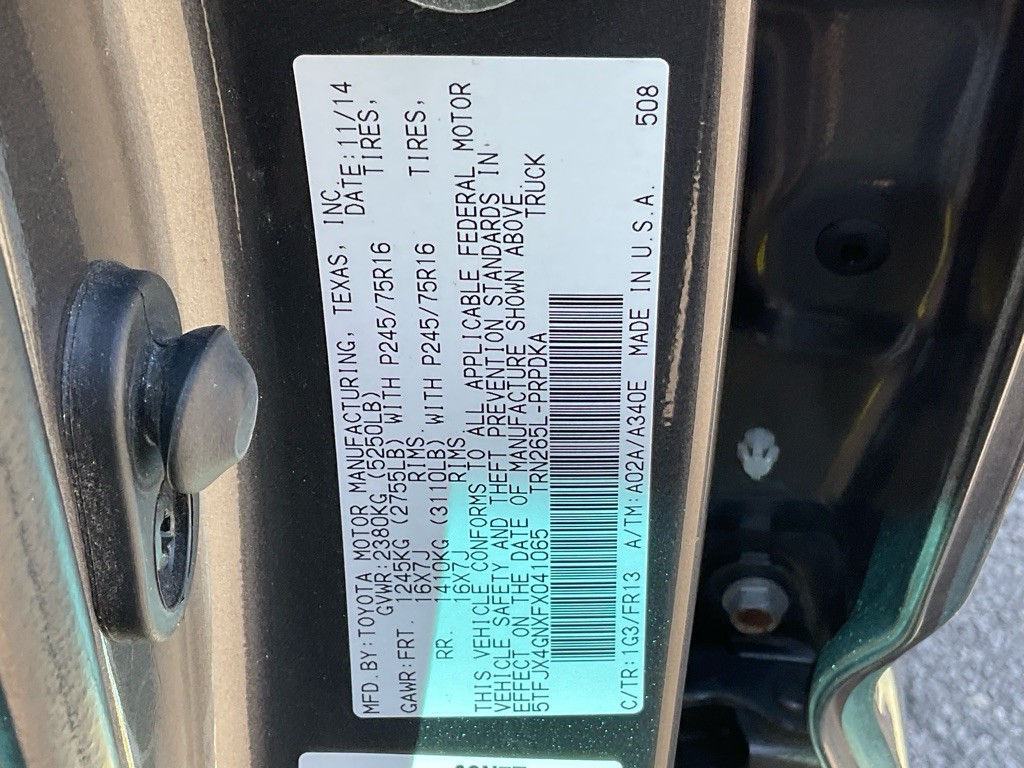 MFD.BY:TOYOTA MOTOR MANUFACTURING, TEXAS, INC.
GVWR:2380KG (5250LB) DATE:11/14
GAWR:FRT. 1245KG (2755LB) WITH P245/75R16 TIRES,
16X7J RIMS
RR. 1410KG (3110LB) WITH P245/75R16 TIRES,
16X7J RIMS
THIS VEHICLE CONFORMS TO ALL APPLICABLE FEDERAL MOTOR
VEHICLE SAFETY AND THEFT PREVENTION STANDARDS IN
EFFECT ON THE DATE OF MANUFACTURE SHOWN ABOVE.
5TFJX4GNXFX041065 TRN265L-PRPDKA TRUCK
C/TR:1G3/FR13 A/TM:A02A/A340E MADE IN U.S.A. 508